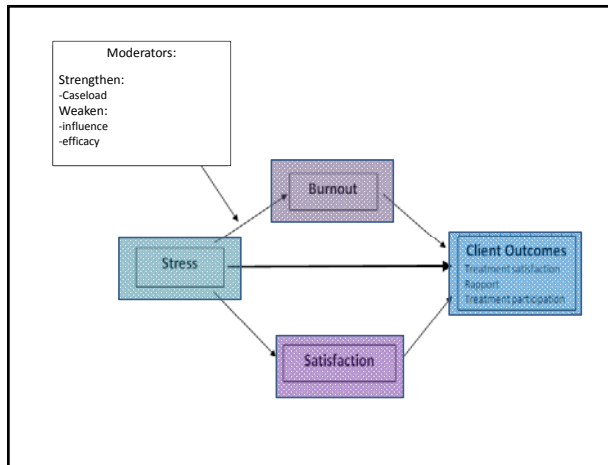 Moderators:
Strengthen:
-Caseload
Weaken:
-influence
-efficacy
Burnout
Stress
Client Outcomes
Treatment satisfaction
Rapport
Treatment participation
Satisfaction